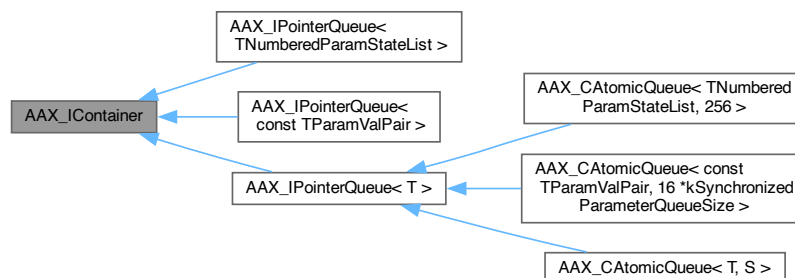 AAX_IPointerQueue<
TNumberedParamStateList >
AAX_IContainer
AAX_IPointerQueue<
const TParamValPair >
AAX_IPointerQueue< T >
AAX_CAtomicQueue< TNumbered
ParamStateList, 256 >
AAX_CAtomicQueue< const
TParamValPair, 16 *kSynchronized
ParameterQueueSize >
AAX_CAtomicQueue< T, S >